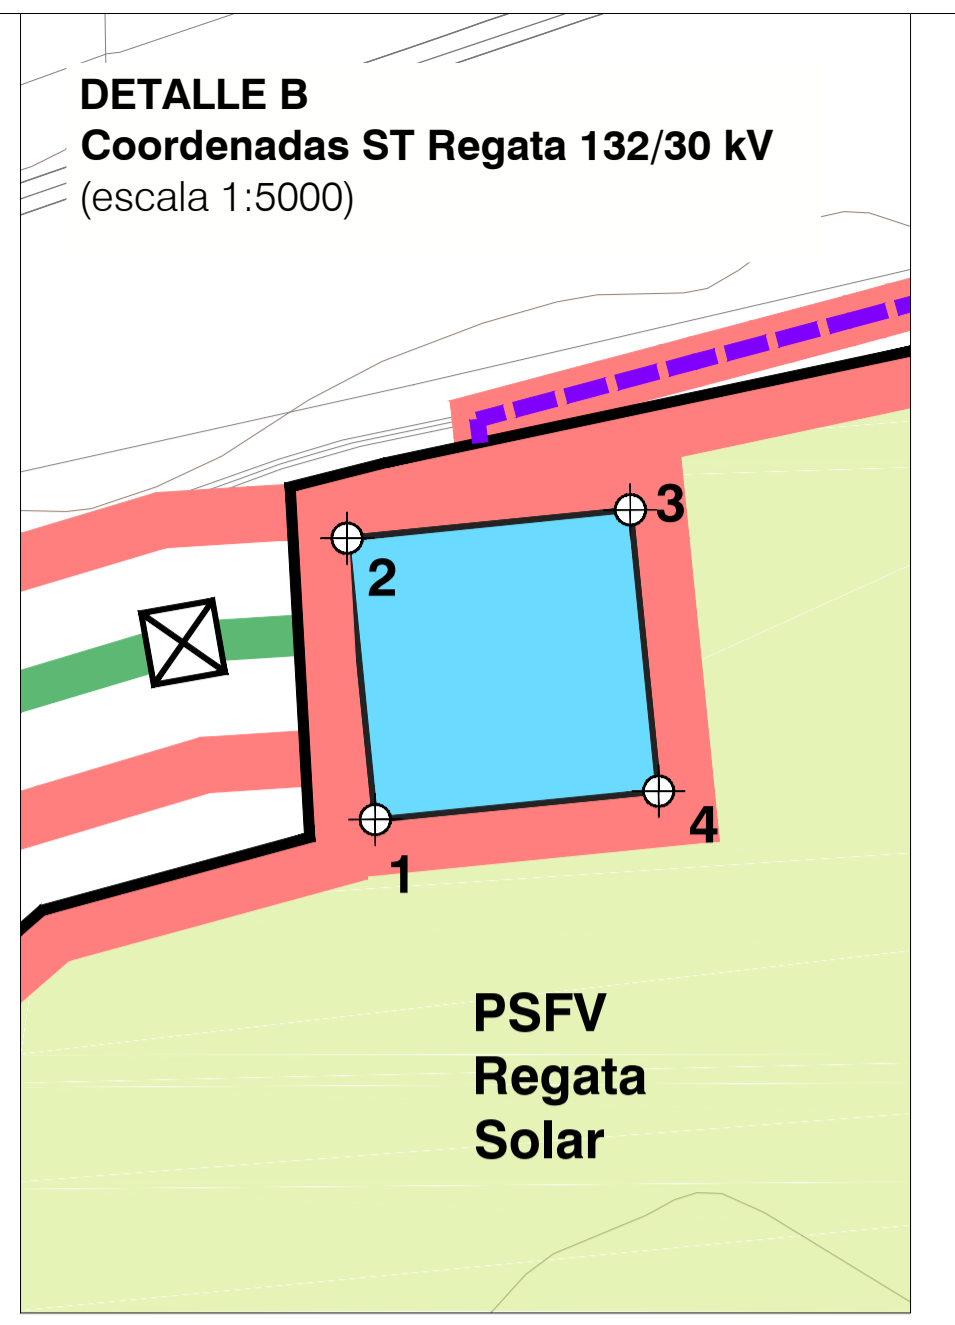 DETALLE B
Coordenadas ST Regata 132/30 kV
(escala 1:5000)
3
2
4
1
PSFV
Regata
Solar